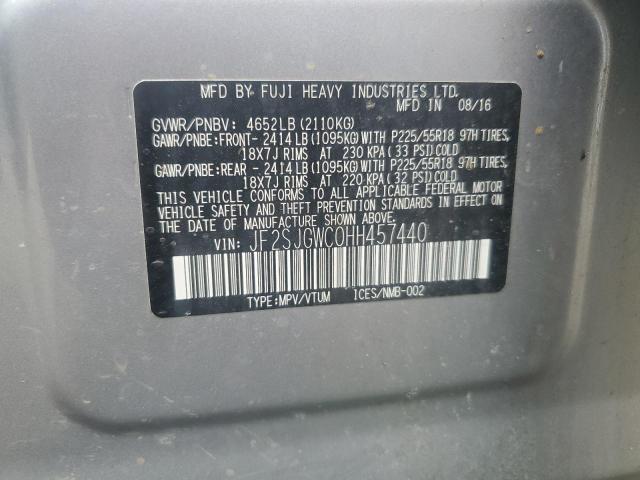 MFD BY FUJI HEAVY INDUSTRIES LTD.
MFD IN 08/16
GVWR/PNBV: 4652LB(2110KG)
GAWR/PNBE:FRONT- 2414LB(1095KG)WITH P225/55R18 97H TIRES,
18X7J RIMS AT 230 KPA(33 PSI)COLD
GAWR/PNBE:REAR - 2414LB(1095KG)WITH P225/55R18 97H TIRES,
18X7J RIMS AT 220 KPA(32 PSI)COLD
THIS VEHICLE CONFORMS TO ALL APPLICABLE FEDERAL MOTOR
VEHICLE SAFETY AND THEFT PREVENTION STANDARDS IN EFFECT ON
THE DATE OF MANUFACTURE SHOWN ABOVE.
VIN: JF2SJGWC0HH457440
TYPE:MPV/VTUM ICES/NMB-002